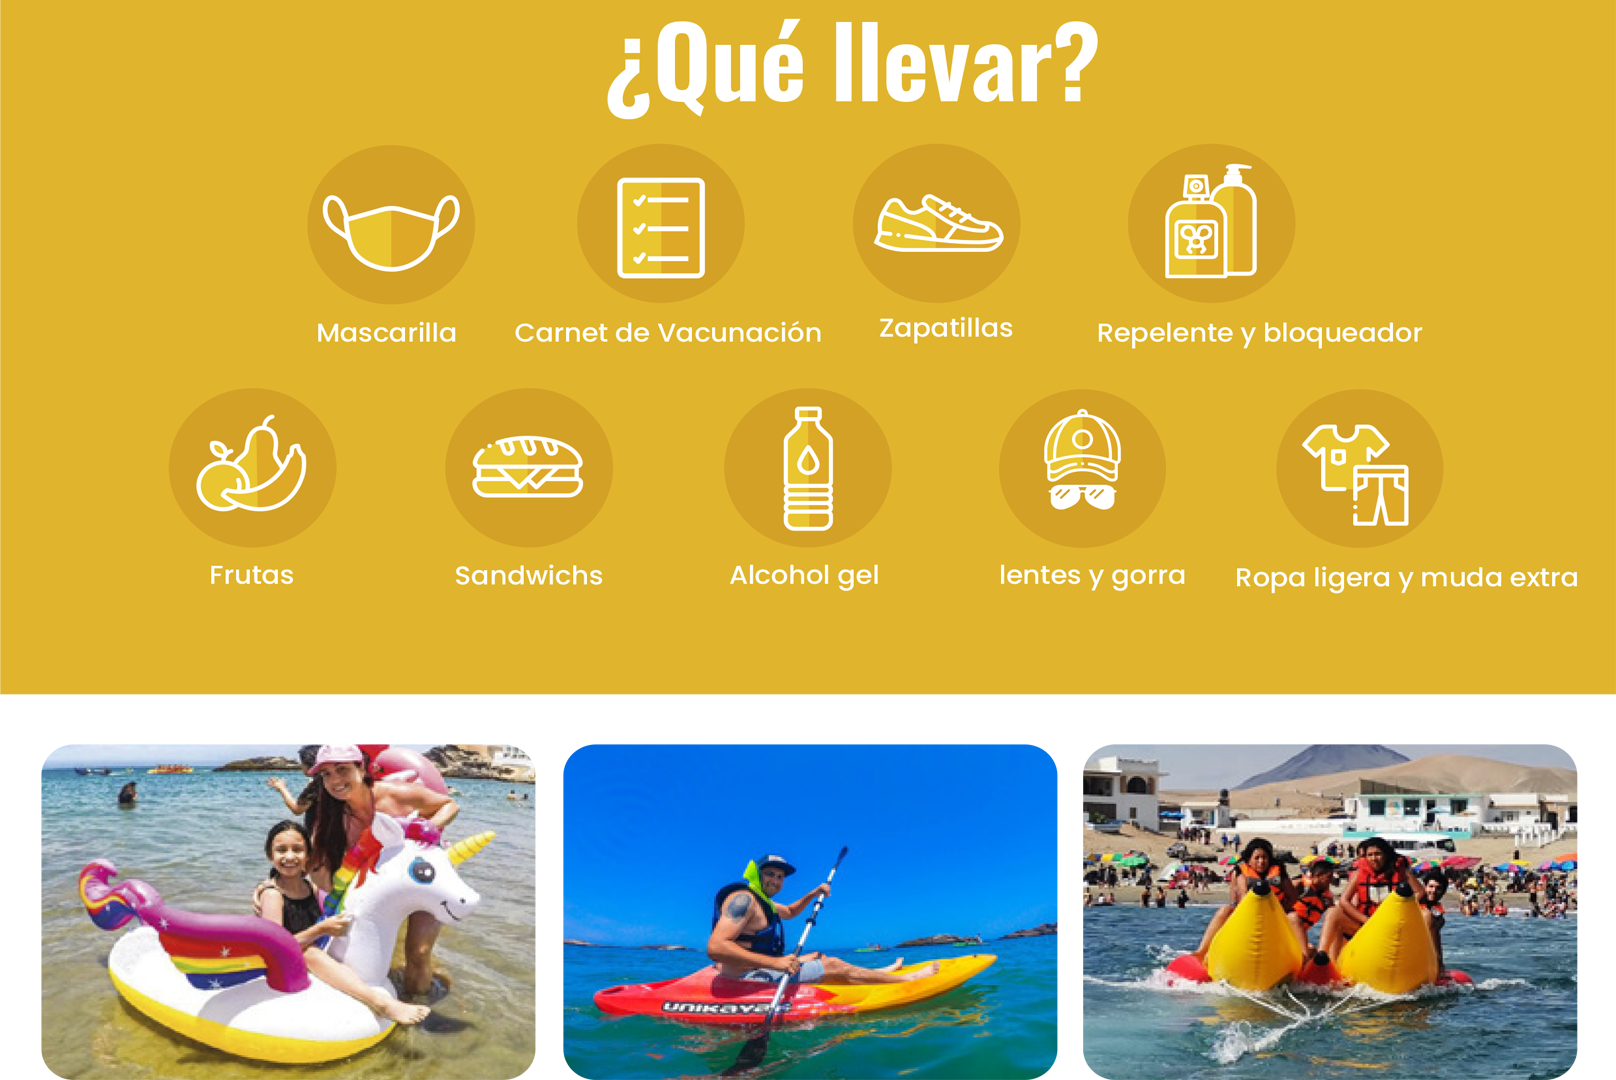 ¿Qué llevar?
Mascarilla
Carnet de Vacunación
Zapatillas
Repelente y bloqueador
Frutas
Sandwichs
Alcohol gel
lentes y gorra
Ropa ligera y muda extra
unikayak